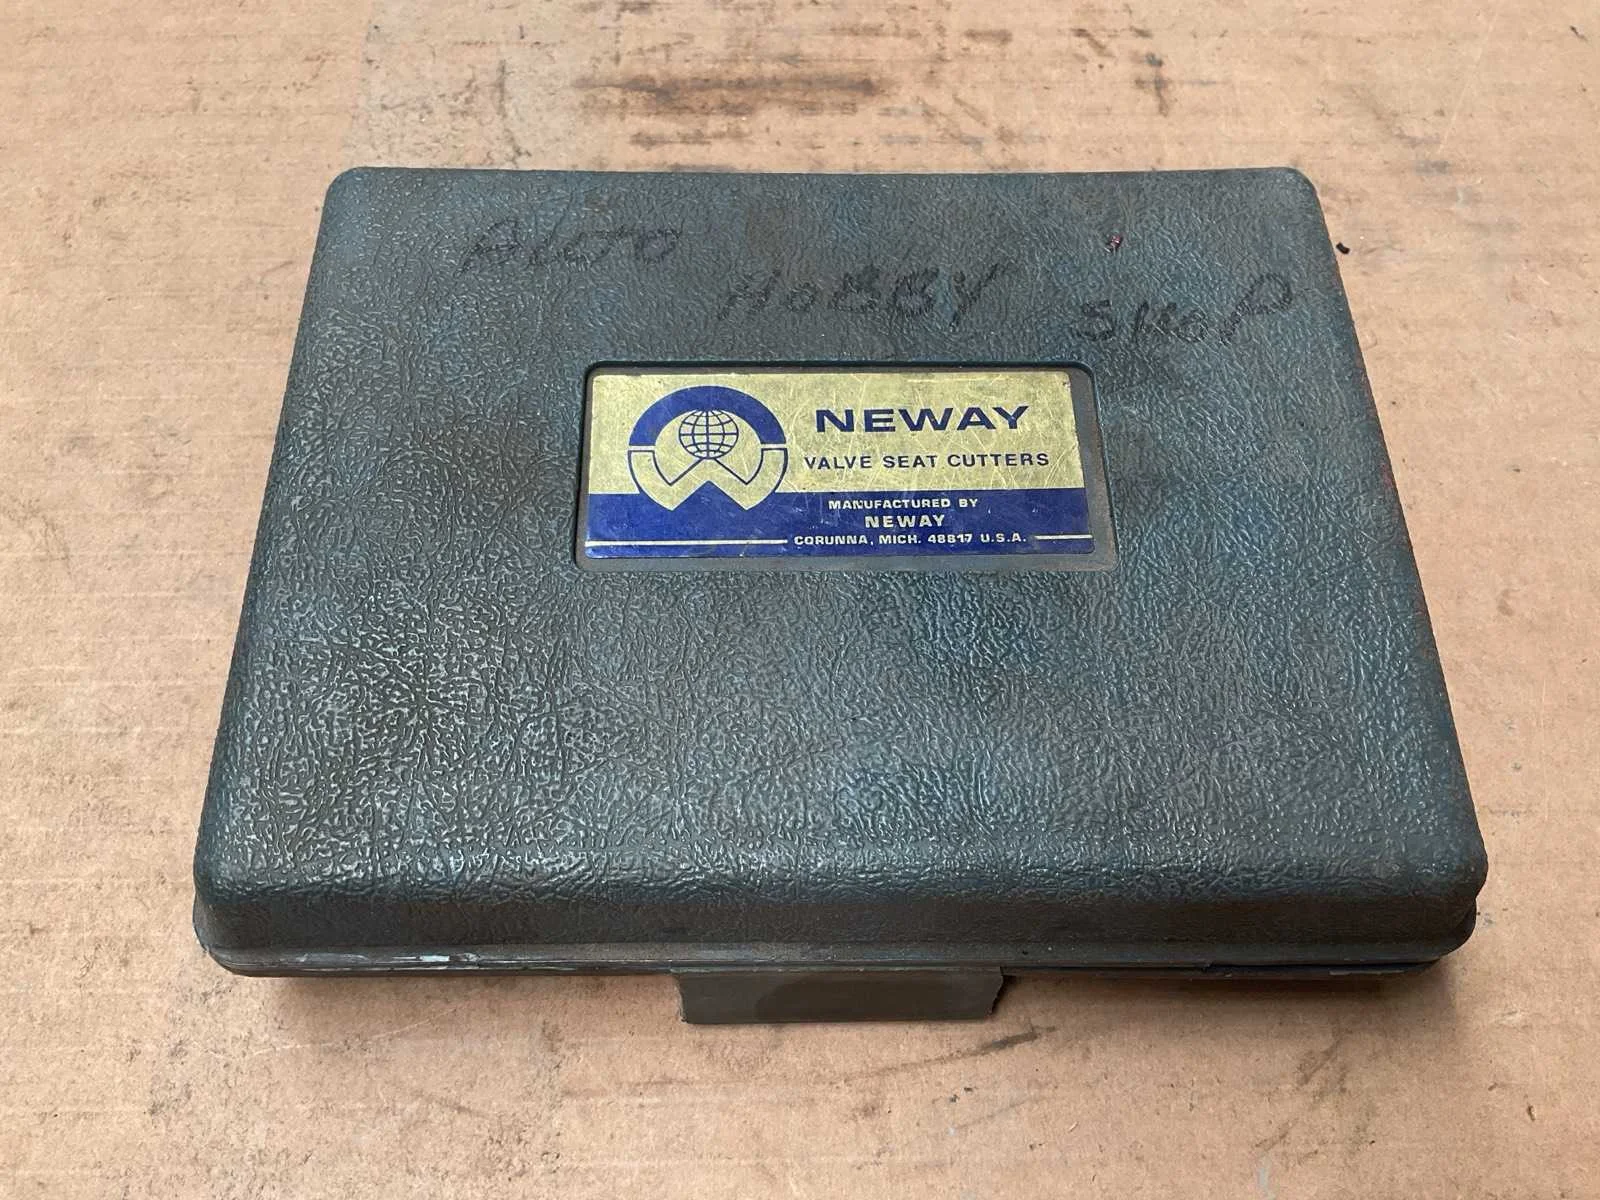 AUTO HOBBY SHOP
NEWAY
VALVE SEAT CUTTERS
MANUFACTURED BY
NEWAY
CORUNNA, MICH. 48817 U.S.A.